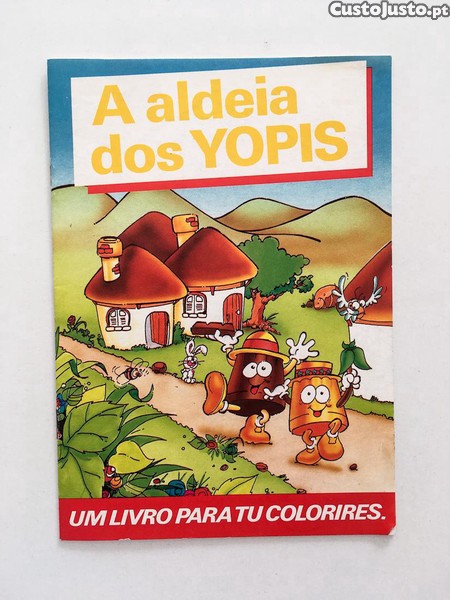 CustoJusto.pt
A aldeia
dos YOPIS
UM LIVRO PARA TU COLORIRES.